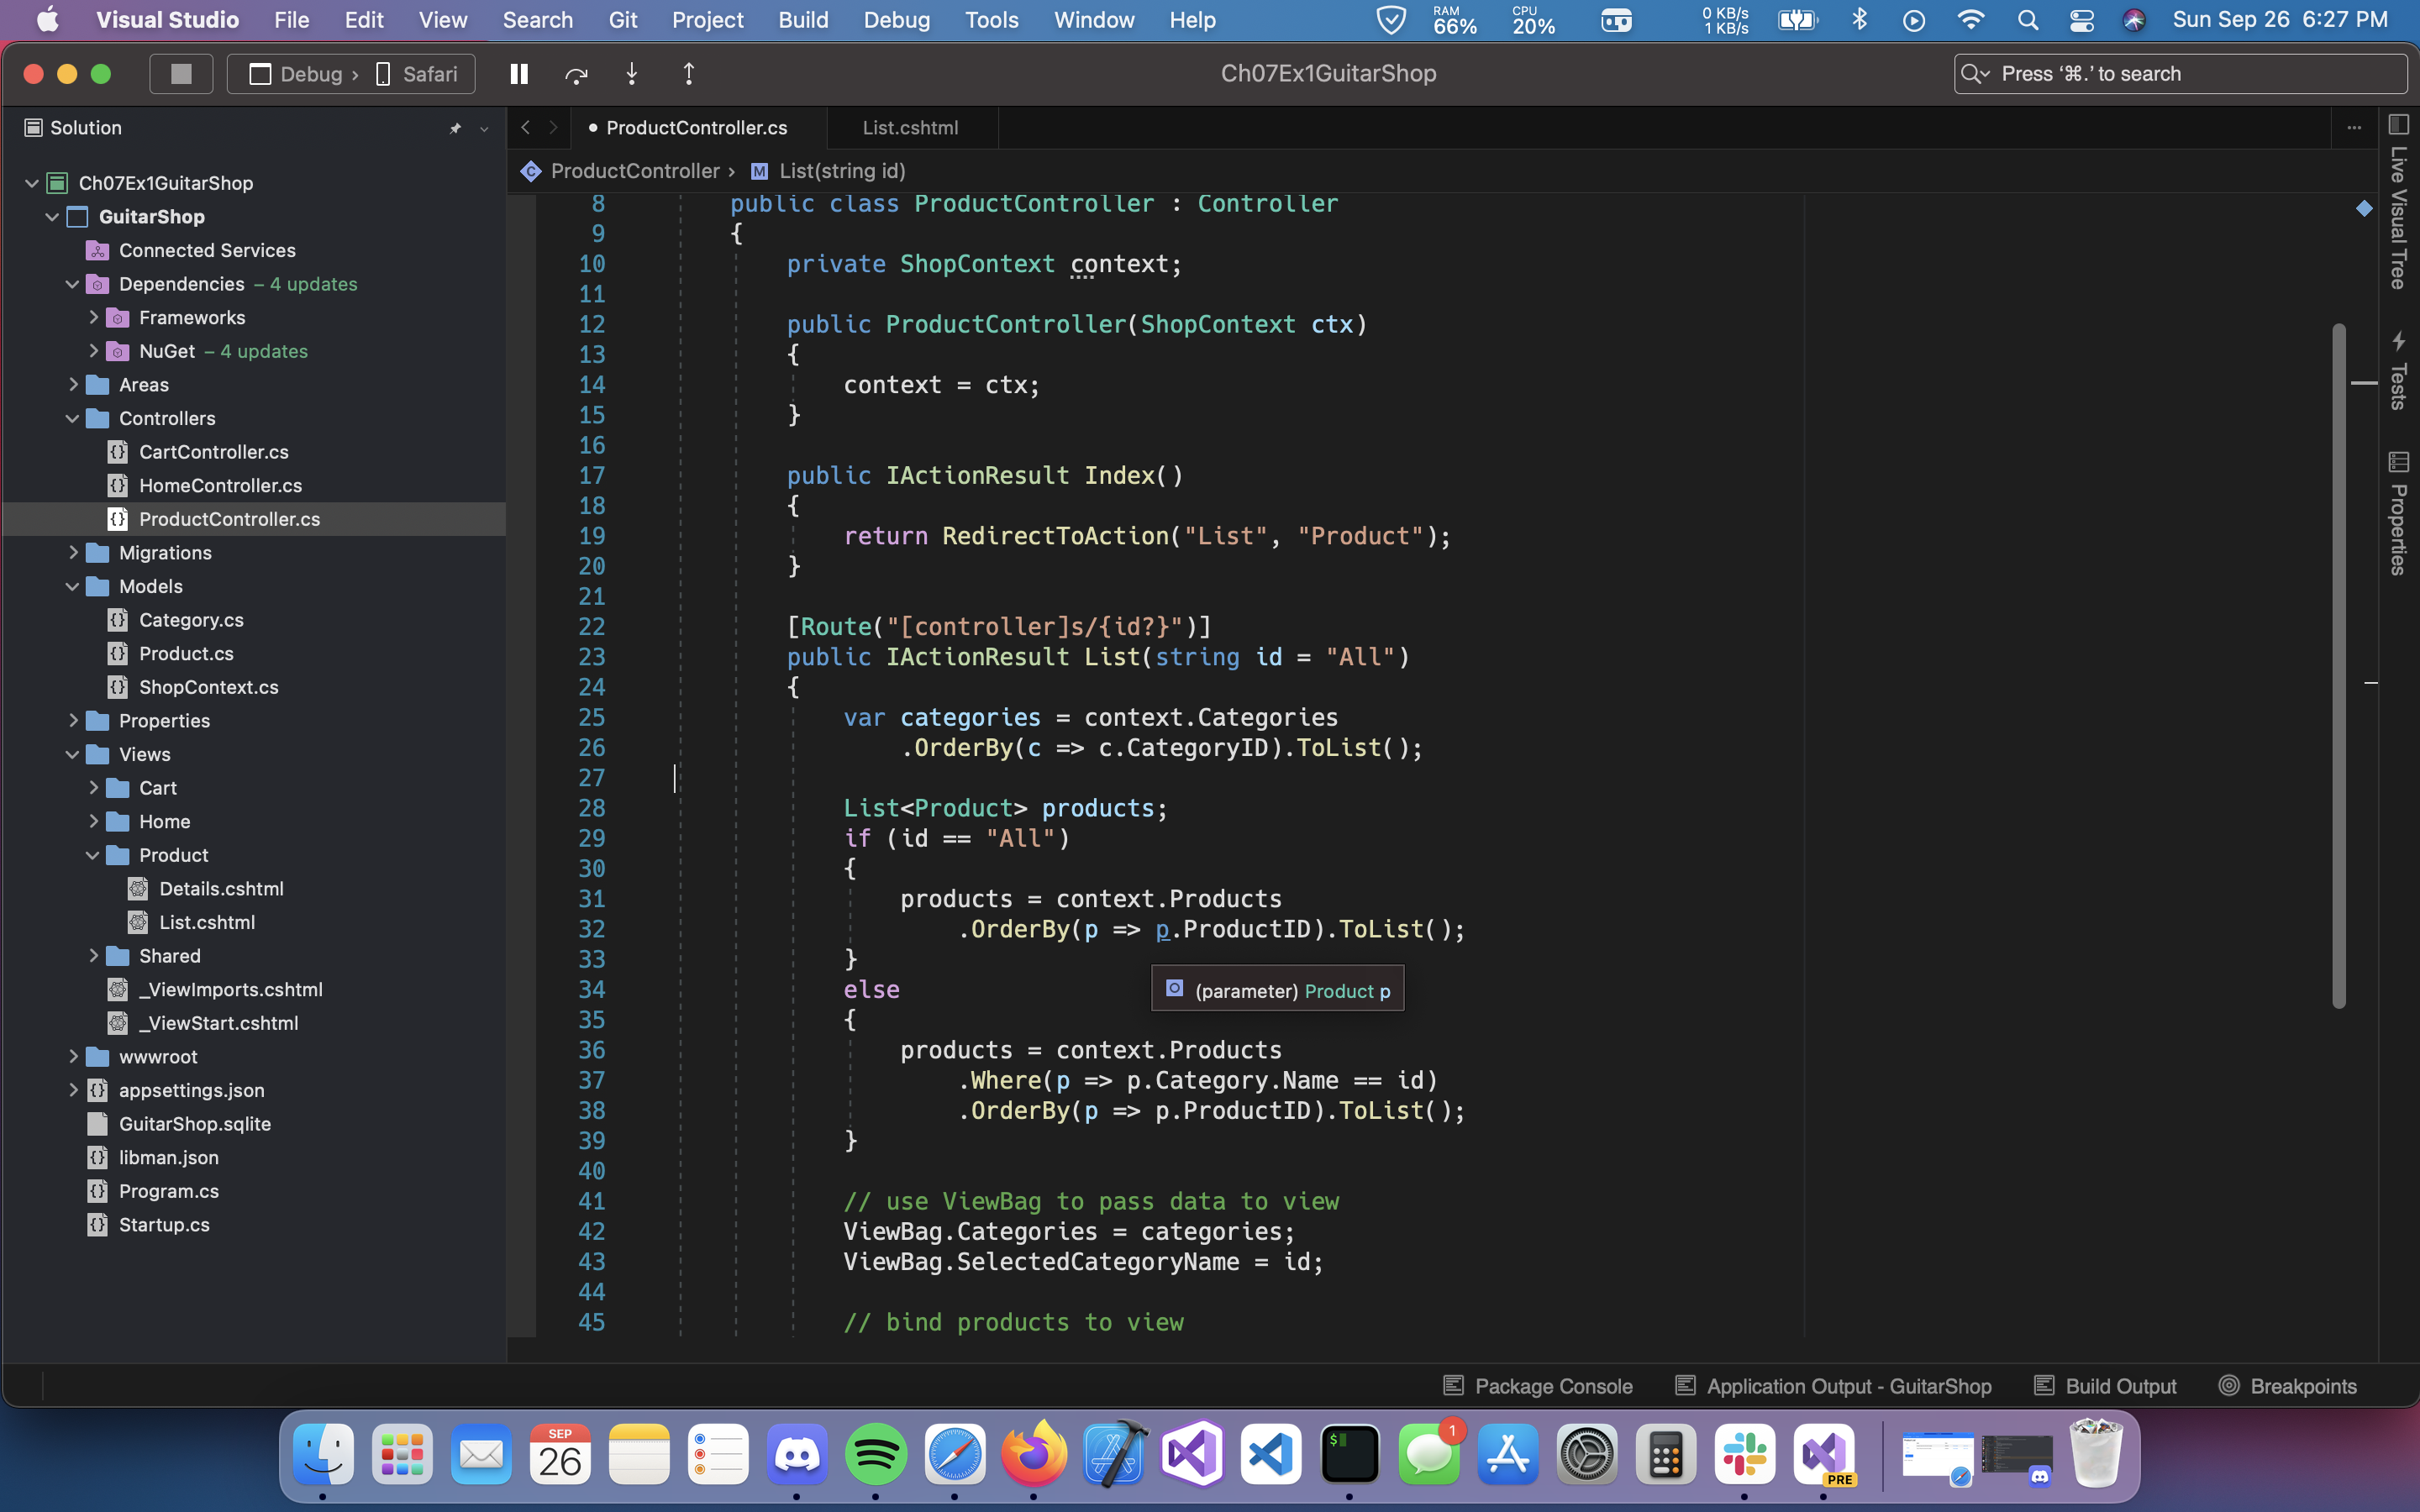 Visual Studio File Edit View Search Git Project Build Debug Tools Window Help
RAM 66% CPU 20% 0 KB/s 1 KB/s Sun Sep 26 6:27 PM
Debug › Safari
Ch07Ex1GuitarShop
Press ‘⌘.’ to search
Solution
Ch07Ex1GuitarShop
GuitarShop
Connected Services
Dependencies – 4 updates
Frameworks
NuGet – 4 updates
Areas
Controllers
CartController.cs
HomeController.cs
ProductController.cs
Migrations
Models
Category.cs
Product.cs
ShopContext.cs
Properties
Views
Cart
Home
Product
Details.cshtml
List.cshtml
Shared
_ViewImports.cshtml
_ViewStart.cshtml
wwwroot
appsettings.json
GuitarShop.sqlite
libman.json
Program.cs
Startup.cs
ProductController.cs List.cshtml
ProductController › M List(string id)
8 public class ProductController : Controller
9 {
10 private ShopContext context;
11
12 public ProductController(ShopContext ctx)
13 {
14 context = ctx;
15 }
16
17 public IActionResult Index()
18 {
19 return RedirectToAction("List", "Product");
20 }
21
22 [Route("[controller]s/{id?}")]
23 public IActionResult List(string id = "All")
24 {
25 var categories = context.Categories
26 .OrderBy(c => c.CategoryID).ToList();
27
28 List<Product> products;
29 if (id == "All")
30 {
31 products = context.Products
32 .OrderBy(p => p.ProductID).ToList();
33 }
34 else
(parameter) Product p
35 {
36 products = context.Products
37 .Where(p => p.Category.Name == id)
38 .OrderBy(p => p.ProductID).ToList();
39 }
40
41 // use ViewBag to pass data to view
42 ViewBag.Categories = categories;
43 ViewBag.SelectedCategoryName = id;
44
45 // bind products to view
Live Visual Tree
Tests
Properties
Package Console Application Output - GuitarShop Build Output Breakpoints
SEP
26
$
1
PRE